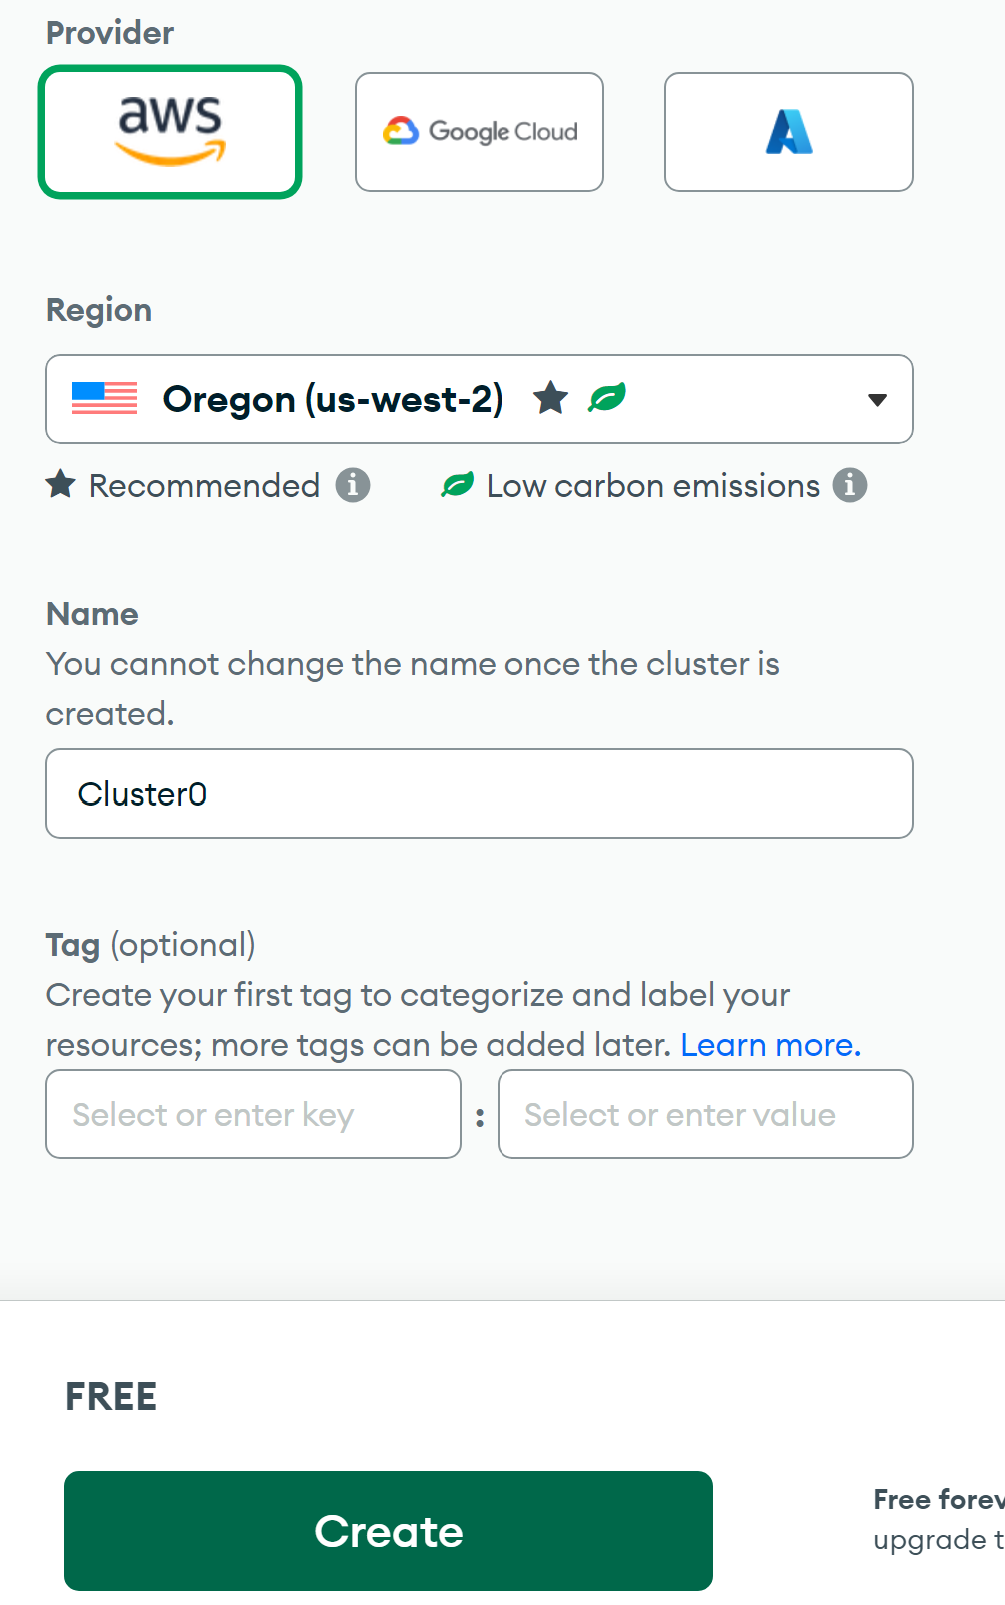 Provider
aws
Google Cloud
Region
Oregon (us-west-2)
Recommended
Low carbon emissions
Name
You cannot change the name once the cluster is
created.
Cluster0
Tag (optional)
Create your first tag to categorize and label your
resources; more tags can be added later. Learn more.
Select or enter key : Select or enter value
FREE
Create
Free forev
upgrade t